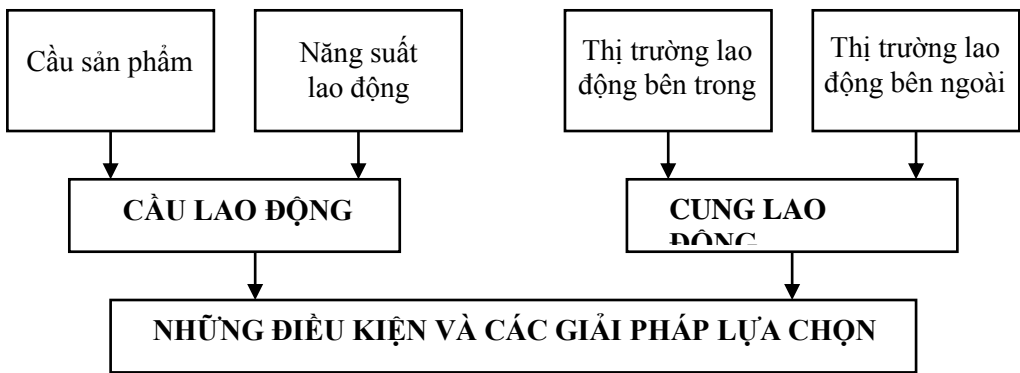 Cầu sản phẩm
Năng suất
lao động
Thị trường lao
động bên trong
Thị trường lao
động bên ngoài
CẦU LAO ĐỘNG
CUNG LAO
ĐỘNG
NHỮNG ĐIỀU KIỆN VÀ CÁC GIẢI PHÁP LỰA CHỌN